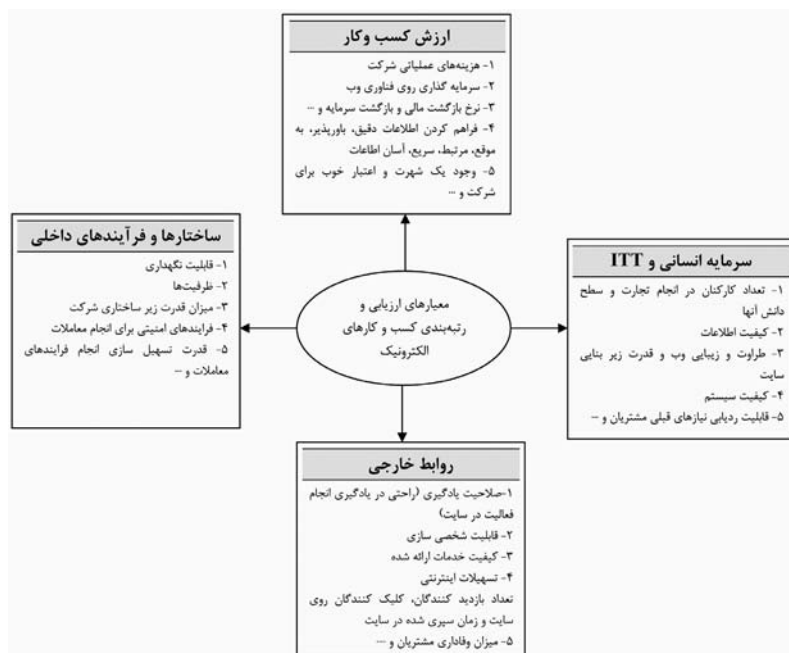 ارزش کسب وکار
۱- هزینه‌های عملیاتی شرکت
۲- سرمایه گذاری روی فناوری وب
۳- نرخ بازگشت مالی و بازگشت سرمایه و ...
۴- فراهم کردن اطلاعات دقیق، باورپذیر، به
موقع، مرتبط، سریع، آسان اطاعات
۵- وجود یک شهرت و اعتبار خوب برای
شرکت و ...
سرمایه انسانی و ITT
۱- تعداد کارکنان در انجام تجارت و سطح
دانش آنها
۲- کیفیت اطلاعات
۳- طراوت و زیبایی وب و قدرت زیر بنایی
سایت
۴- کیفیت سیستم
۵- قابلیت ردیابی نیازهای قبلی مشتریان و ...
معیارهای ارزیابی و
رتبه‌بندی کسب و کارهای
الکترونیک
ساختارها و فرآیندهای داخلی
۱- قابلیت نگهداری
۲- ظرفیت‌ها
۳- میزان قدرت زیر ساختاری شرکت
۴- فرایندهای امنیتی برای انجام معاملات
۵- قدرت تسهیل سازی انجام فرایندهای
معاملات و ...
روابط خارجی
۱-صلاحیت یادگیری (راحتی در یادگیری انجام
فعالیت در سایت)
۲- قابلیت شخصی سازی
۳- کیفیت خدمات ارائه شده
۴- تسهیلات اینترنتی
تعداد بازدید کنندگان، کلیک کنندگان روی
سایت و زمان سپری شده در سایت
۵- میزان وفاداری مشتریان و ...